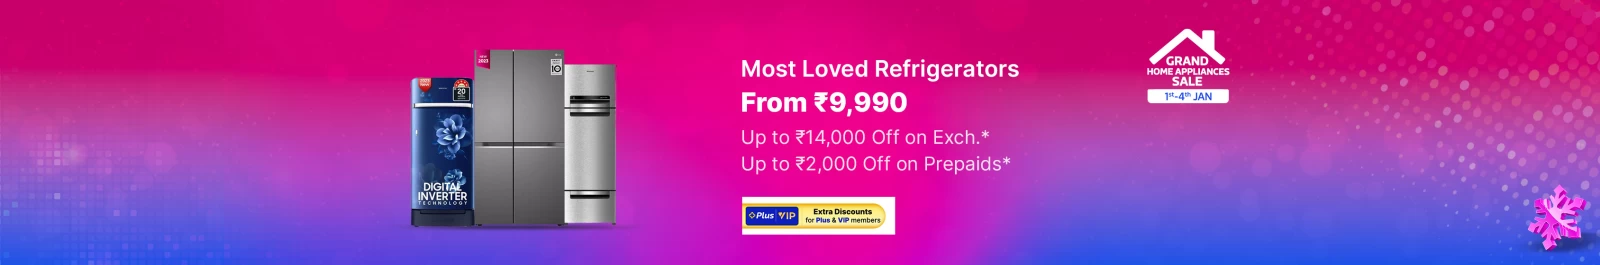 Most Loved Refrigerators
From ₹9,990
Up to ₹14,000 Off on Exch.*
Up to ₹2,000 Off on Prepaids*
Plus VIP
Extra Discounts
for Plus & VIP members
GRAND
HOME APPLIANCES
SALE
1st-4th JAN
DIGITAL
INVERTER
TECHNOLOGY
20
2023